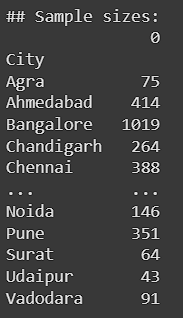 ## Sample sizes:
0
City
Agra 75
Ahmedabad 414
Bangalore 1019
Chandigarh 264
Chennai 388
... ...
Noida 146
Pune 351
Surat 64
Udaipur 43
Vadodara 91